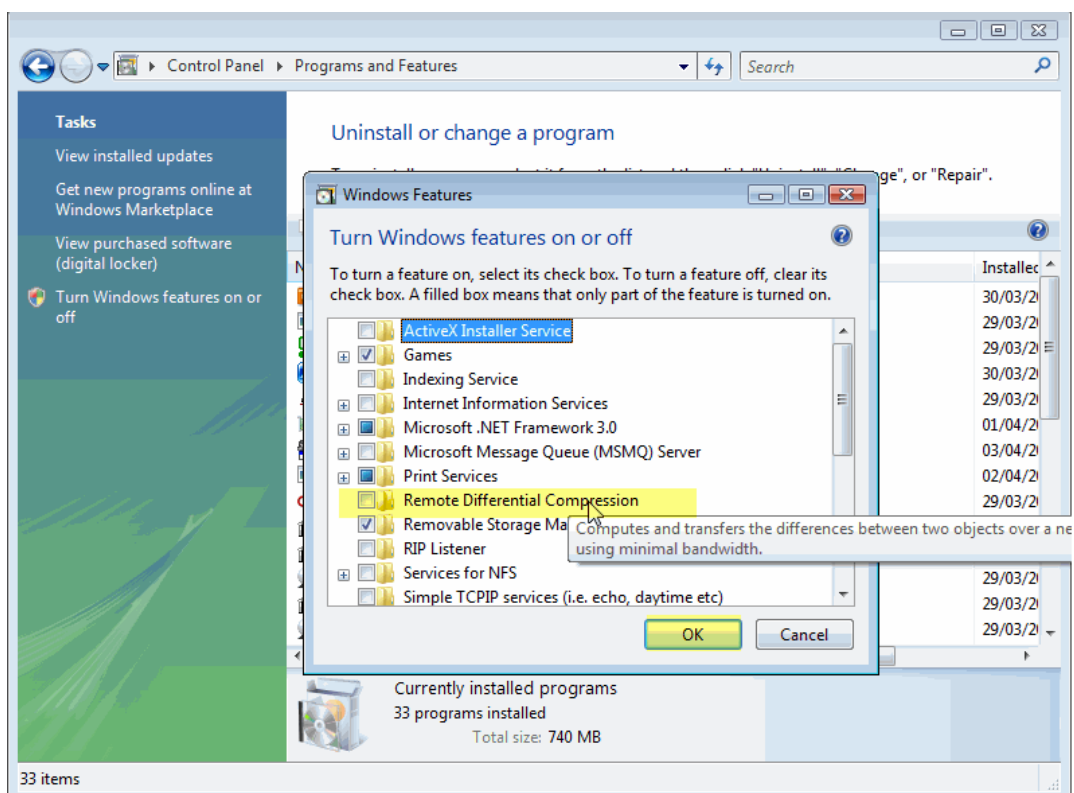 Control Panel Programs and Features
Search
Tasks
View installed updates
Get new programs online at
Windows Marketplace
View purchased software
(digital locker)
Turn Windows features on or
off
Uninstall or change a program
"Repair".
Windows Features
Turn Windows features on or off
To turn a feature on, select its check box. To turn a feature off, clear its
check box. A filled box means that only part of the feature is turned on.
ActiveX Installer Service
Games
Indexing Service
Internet Information Services
Microsoft .NET Framework 3.0
Microsoft Message Queue (MSMQ) Server
Print Services
Remote Differential Compression
Removable Storage Ma
Computes and transfers the differences between two objects over a ne
using minimal bandwidth.
RIP Listener
Services for NFS
Simple TCPIP services (i.e. echo, daytime etc)
OK Cancel
Installed
30/03/2
29/03/2
29/03/2
30/03/2
29/03/2
01/04/2
03/04/2
02/04/2
29/03/2
29/03/2
29/03/2
29/03/2
Currently installed programs
33 programs installed
Total size: 740 MB
33 items